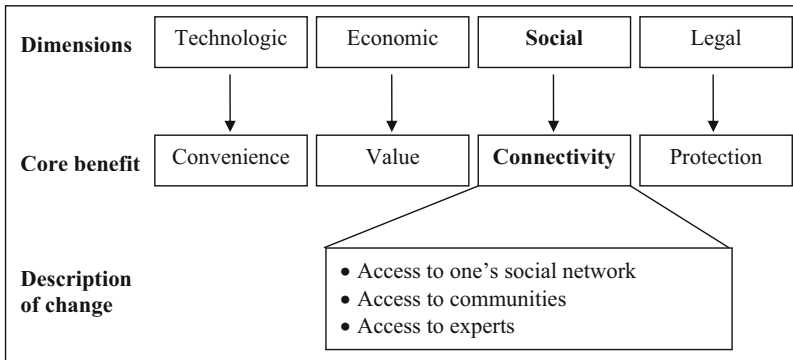 Dimensions Technologic Economic Social Legal
Core benefit Convenience Value Connectivity Protection
Description
of change
• Access to one’s social network
• Access to communities
• Access to experts